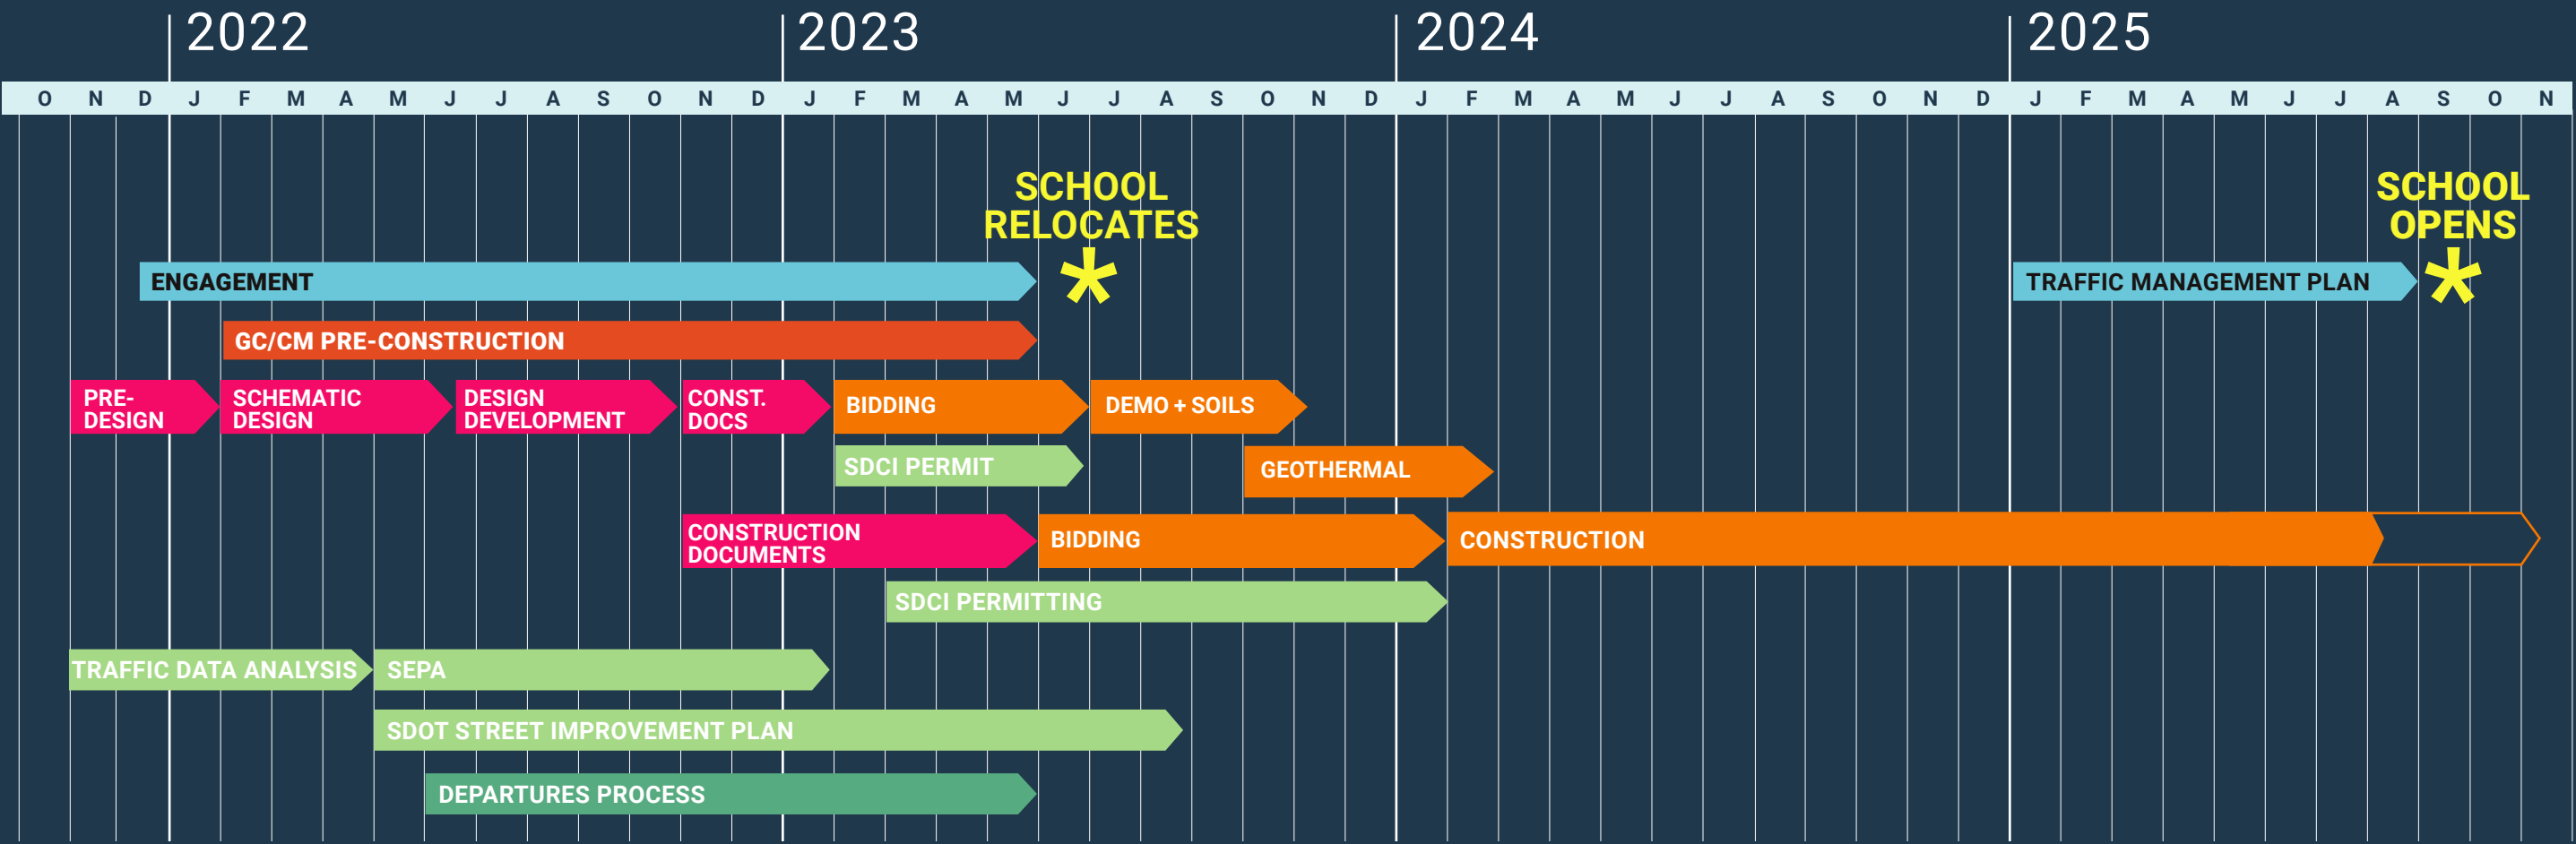 2022 2023 2024 2025
O N D J F M A M J J A S O N D J F M A M J J A S O N D J F M A M J J A S O N D J F M A M J J A S O N
SCHOOL
RELOCATES
*
SCHOOL
OPENS
*
ENGAGEMENT
TRAFFIC MANAGEMENT PLAN
GC/CM PRE-CONSTRUCTION
PRE-
DESIGN
SCHEMATIC
DESIGN
DESIGN
DEVELOPMENT
CONST.
DOCS
BIDDING
DEMO + SOILS
SDCI PERMIT
GEOTHERMAL
CONSTRUCTION
DOCUMENTS
BIDDING
CONSTRUCTION
SDCI PERMITTING
TRAFFIC DATA ANALYSIS
SEPA
SDOT STREET IMPROVEMENT PLAN
DEPARTURES PROCESS